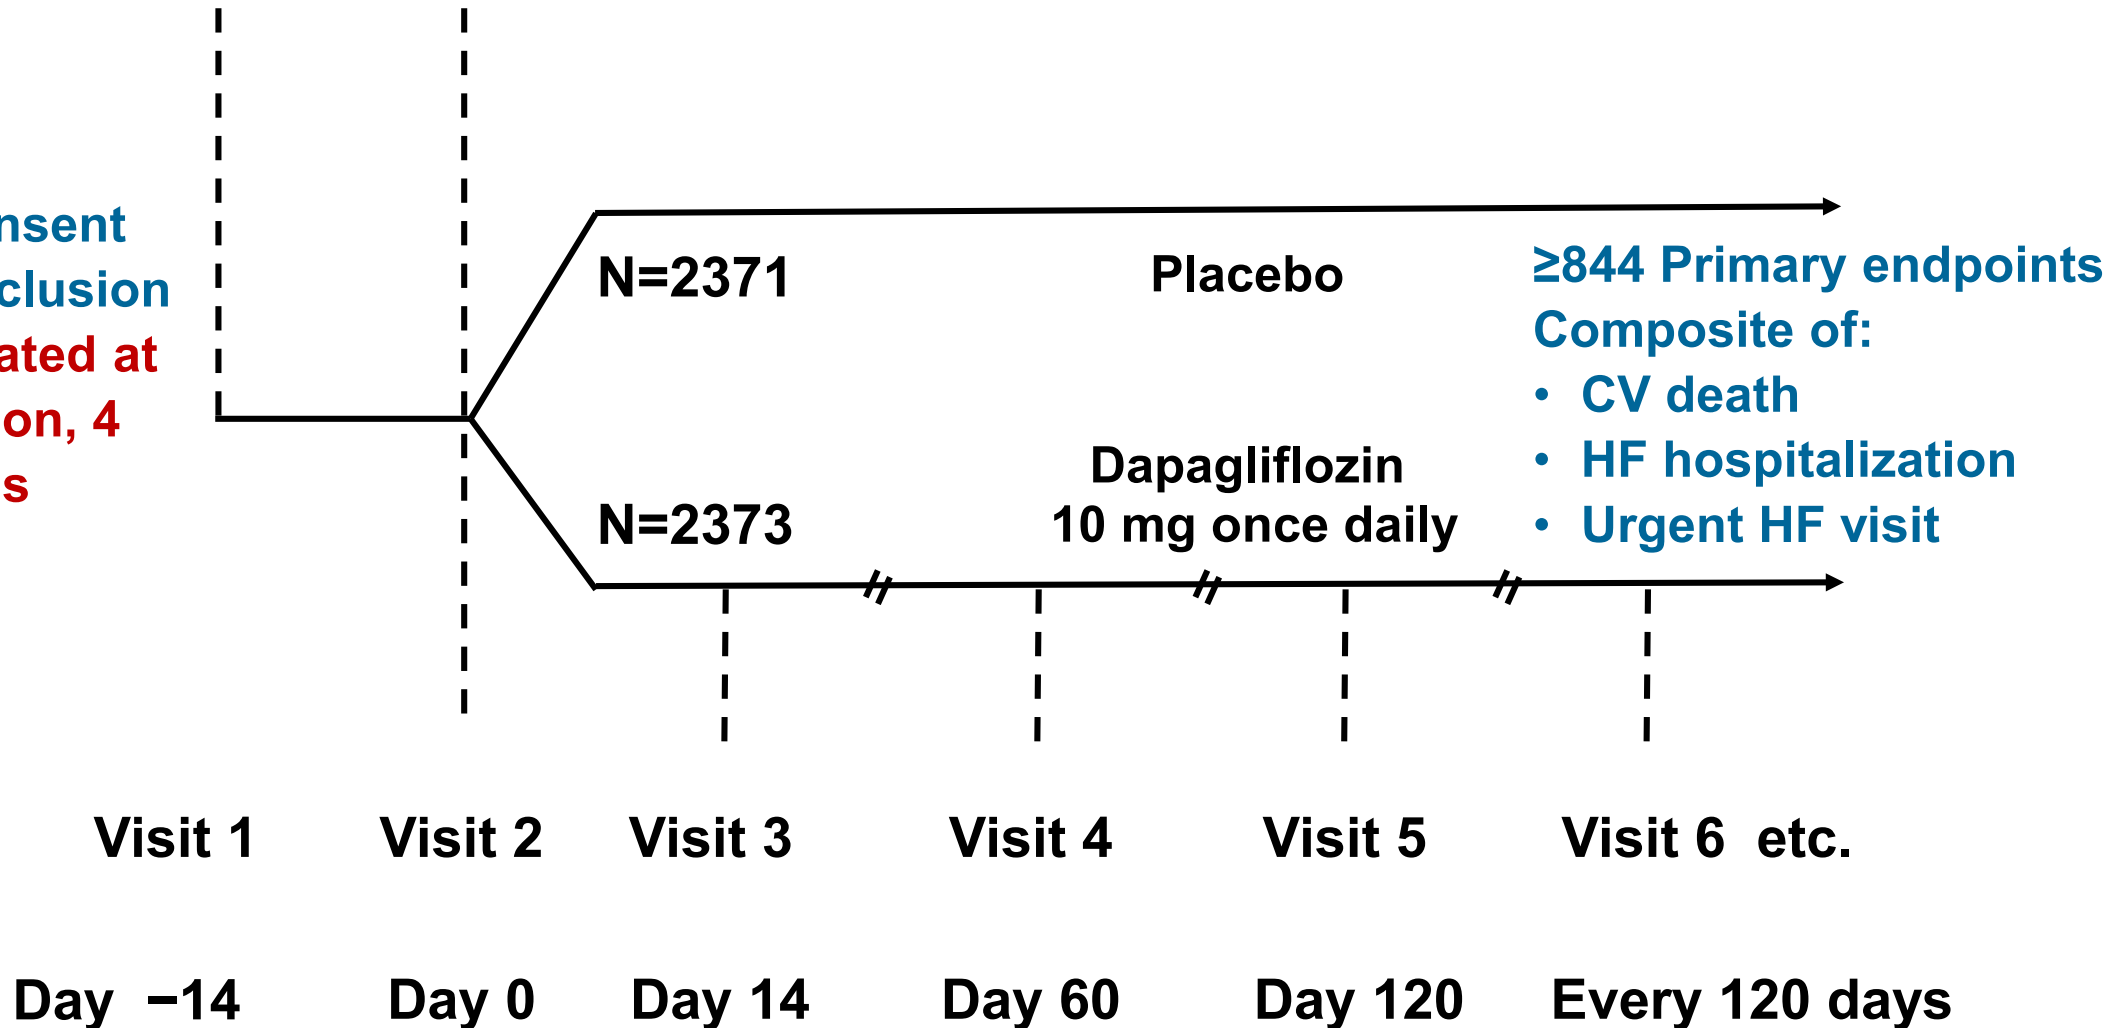 nsent
clusion
ated at
on, 4
s
N=2371
Placebo
≥844 Primary endpoints
Composite of:
• CV death
• HF hospitalization
• Urgent HF visit
N=2373
Dapagliflozin
10 mg once daily
Visit 1 Visit 2 Visit 3 Visit 4 Visit 5 Visit 6 etc.
Day −14 Day 0 Day 14 Day 60 Day 120 Every 120 days